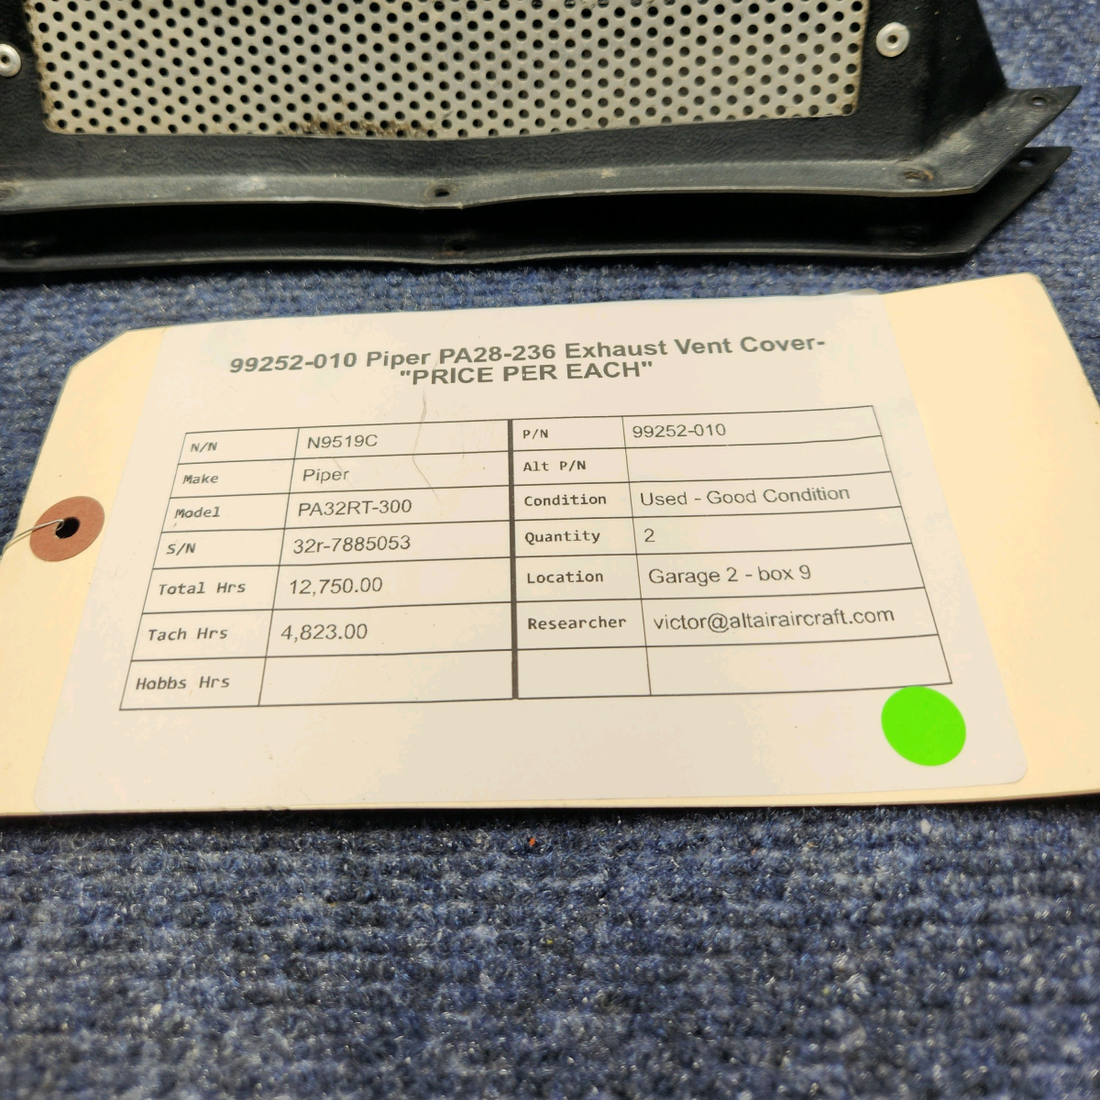 99252-010 Piper PA28-236 Exhaust Vent Cover-
"PRICE PER EACH"
N/N N9519C
Make Piper
Model PA32RT-300
S/N 32r-7885053
Total Hrs 12,750.00
Tach Hrs 4,823.00
Hobbs Hrs
P/N 99252-010
Alt P/N
Condition Used - Good Condition
Quantity 2
Location Garage 2 - box 9
Researcher victor@altairaircraft.com